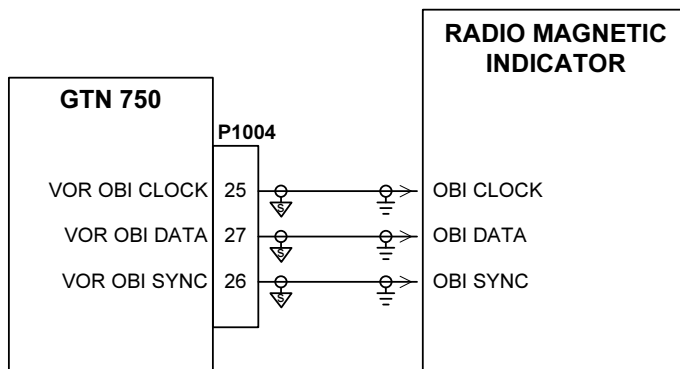 RADIO MAGNETIC
INDICATOR
GTN 750
P1004
VOR OBI CLOCK 25 S OBI CLOCK
VOR OBI DATA 27 S OBI DATA
VOR OBI SYNC 26 S OBI SYNC